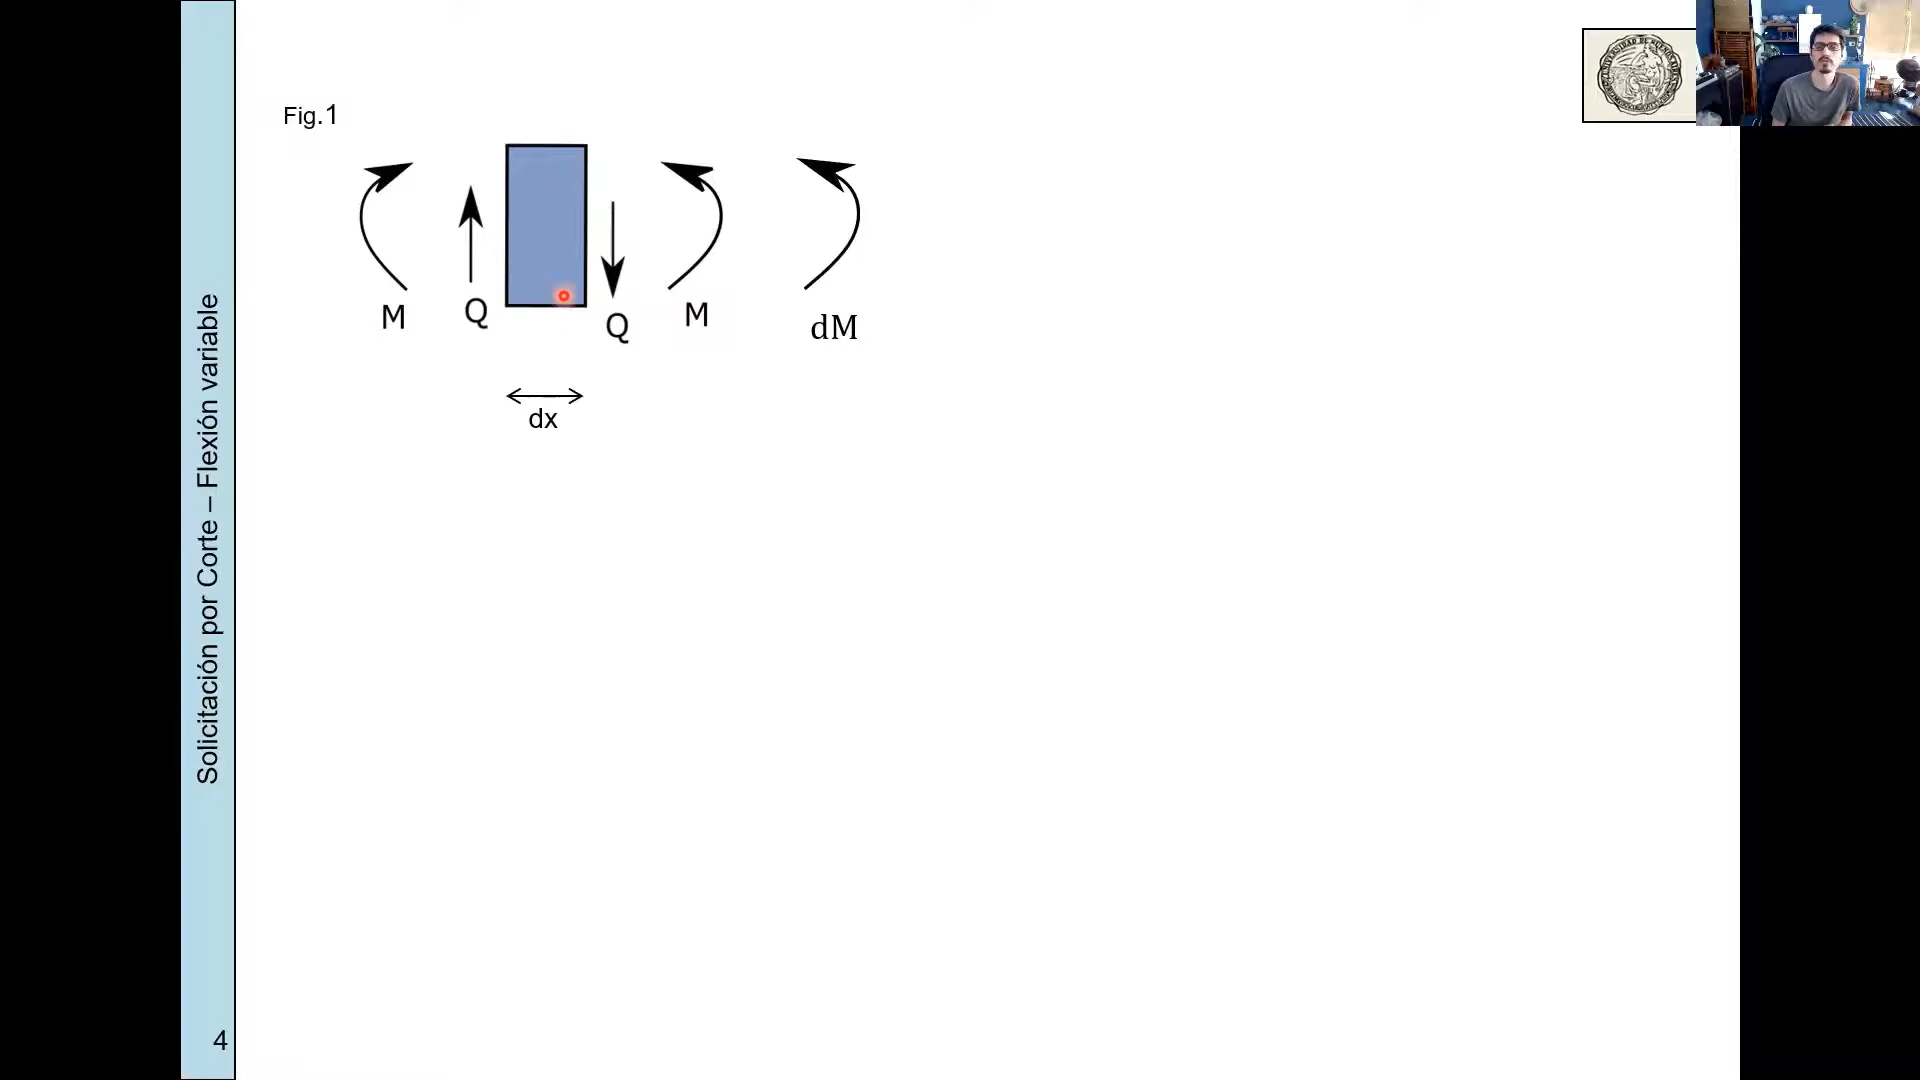 Fig.1
M Q Q M dM
dx
Solicitación por Corte – Flexión variable
4